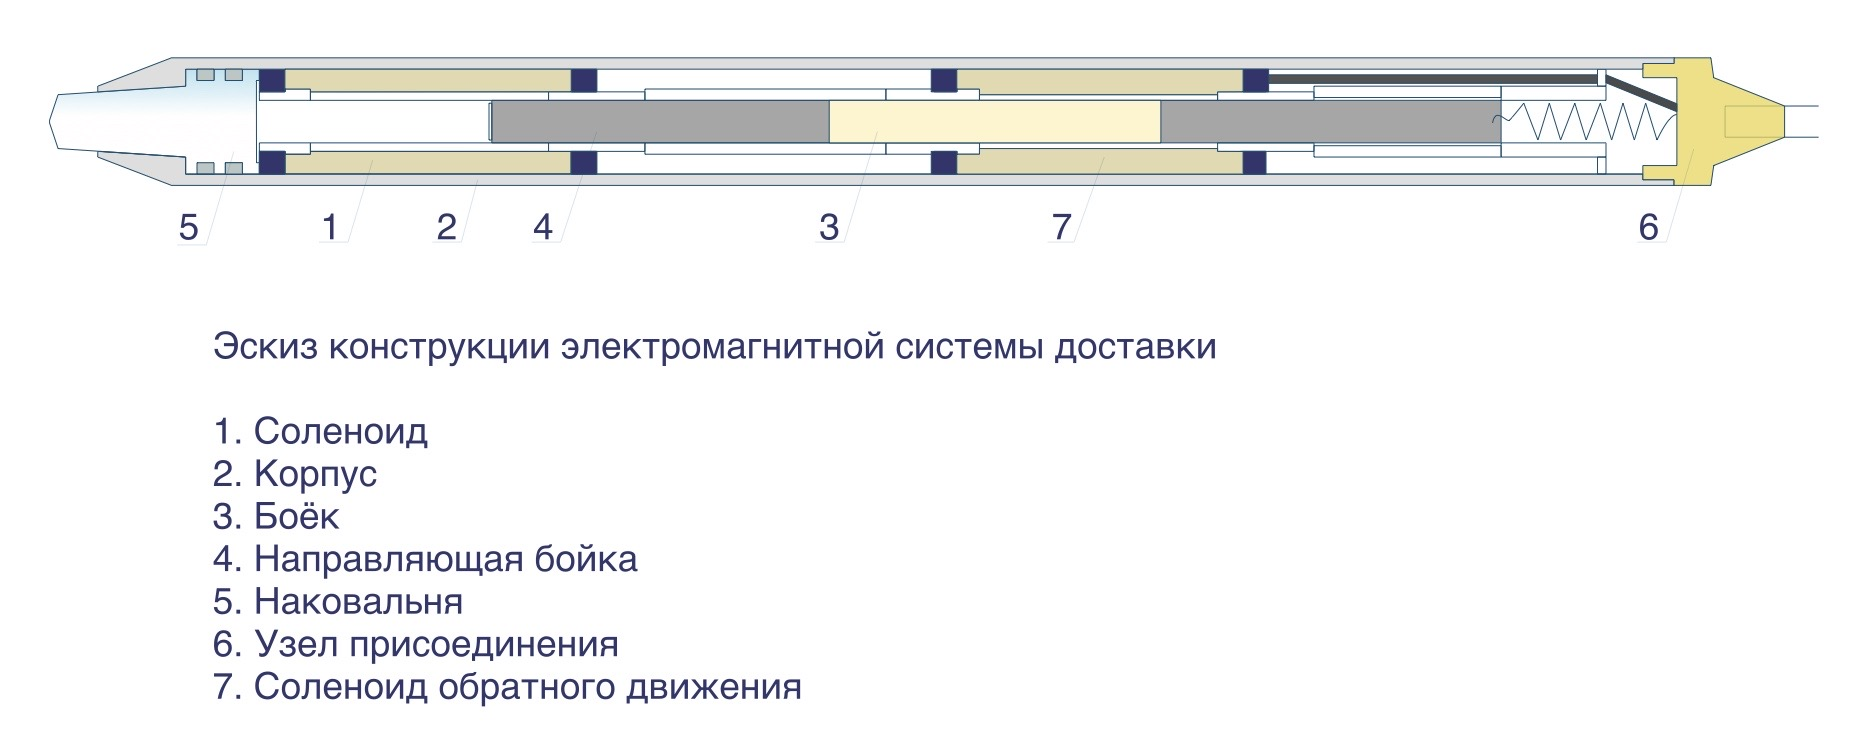 5 1 2 4 3 7 6
Эскиз конструкции электромагнитной системы доставки
1. Соленоид
2. Корпус
3. Боёк
4. Направляющая бойка
5. Наковальня
6. Узел присоединения
7. Соленоид обратного движения